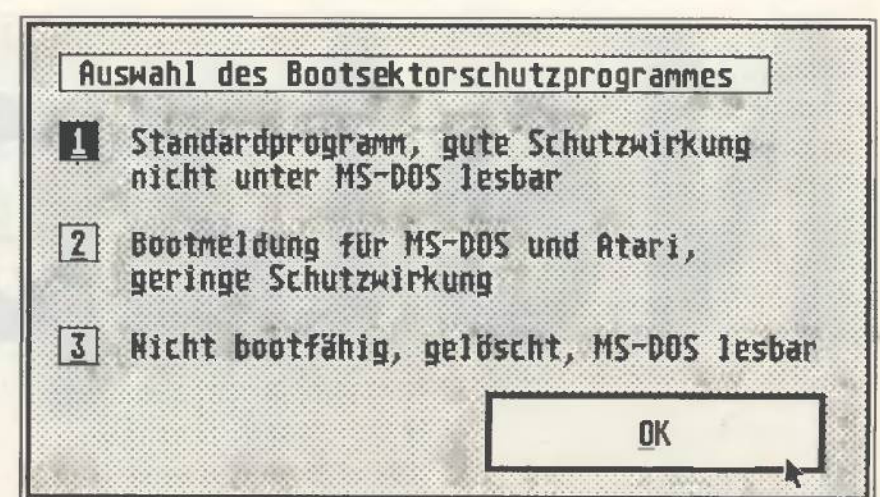 Auswahl des Bootsektorschutzprogrammes
1 Standardprogramm, gute Schutzwirkung
nicht unter MS-DOS lesbar
2 Bootmeldung für MS-DOS und Atari,
geringe Schutzwirkung
3 Nicht bootfähig, gelöscht, MS-DOS lesbar
OK